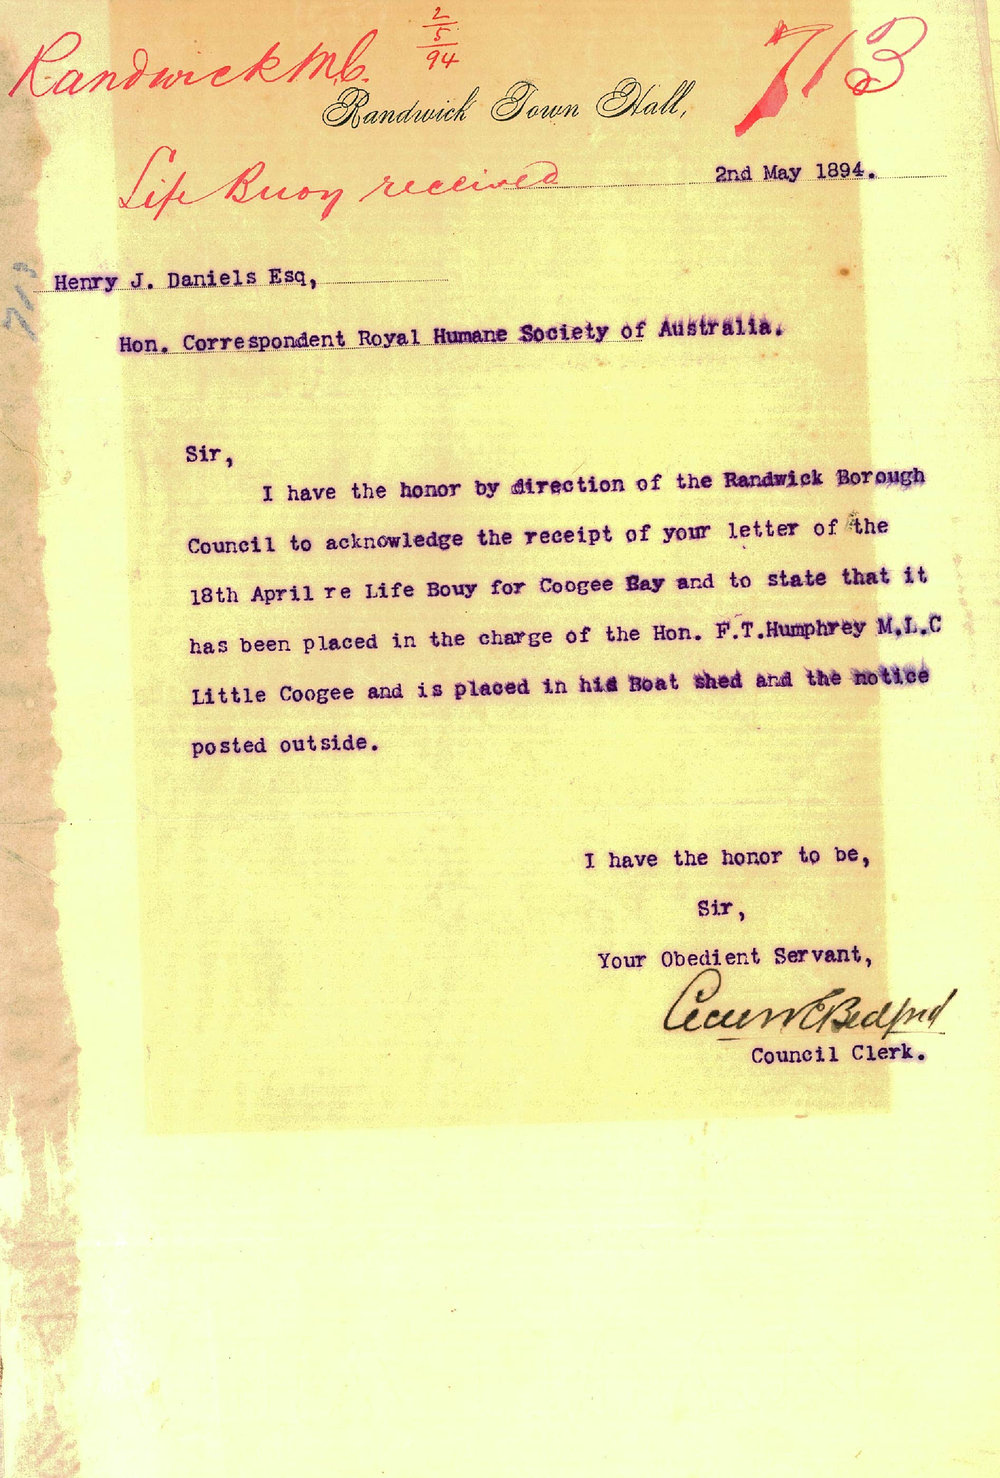 Randwick M.C.
2
5
94
713
Randwick Town Hall,
Life Buoy received
2nd May 1894.
713
Henry J. Daniels Esq,
Hon. Correspondent Royal Humane Society of Australia.
Sir,
I have the honor by direction of the Randwick Borough
Council to acknowledge the receipt of your letter of the
18th April re Life Bouy for Coogee Bay and to state that it
has been placed in the charge of the Hon. F.T.Humphrey M.L.C
Little Coogee and is placed in his Boat shed and the notice
posted outside.
I have the honor to be,
Sir,
Your Obedient Servant,
Bedford
Council Clerk.